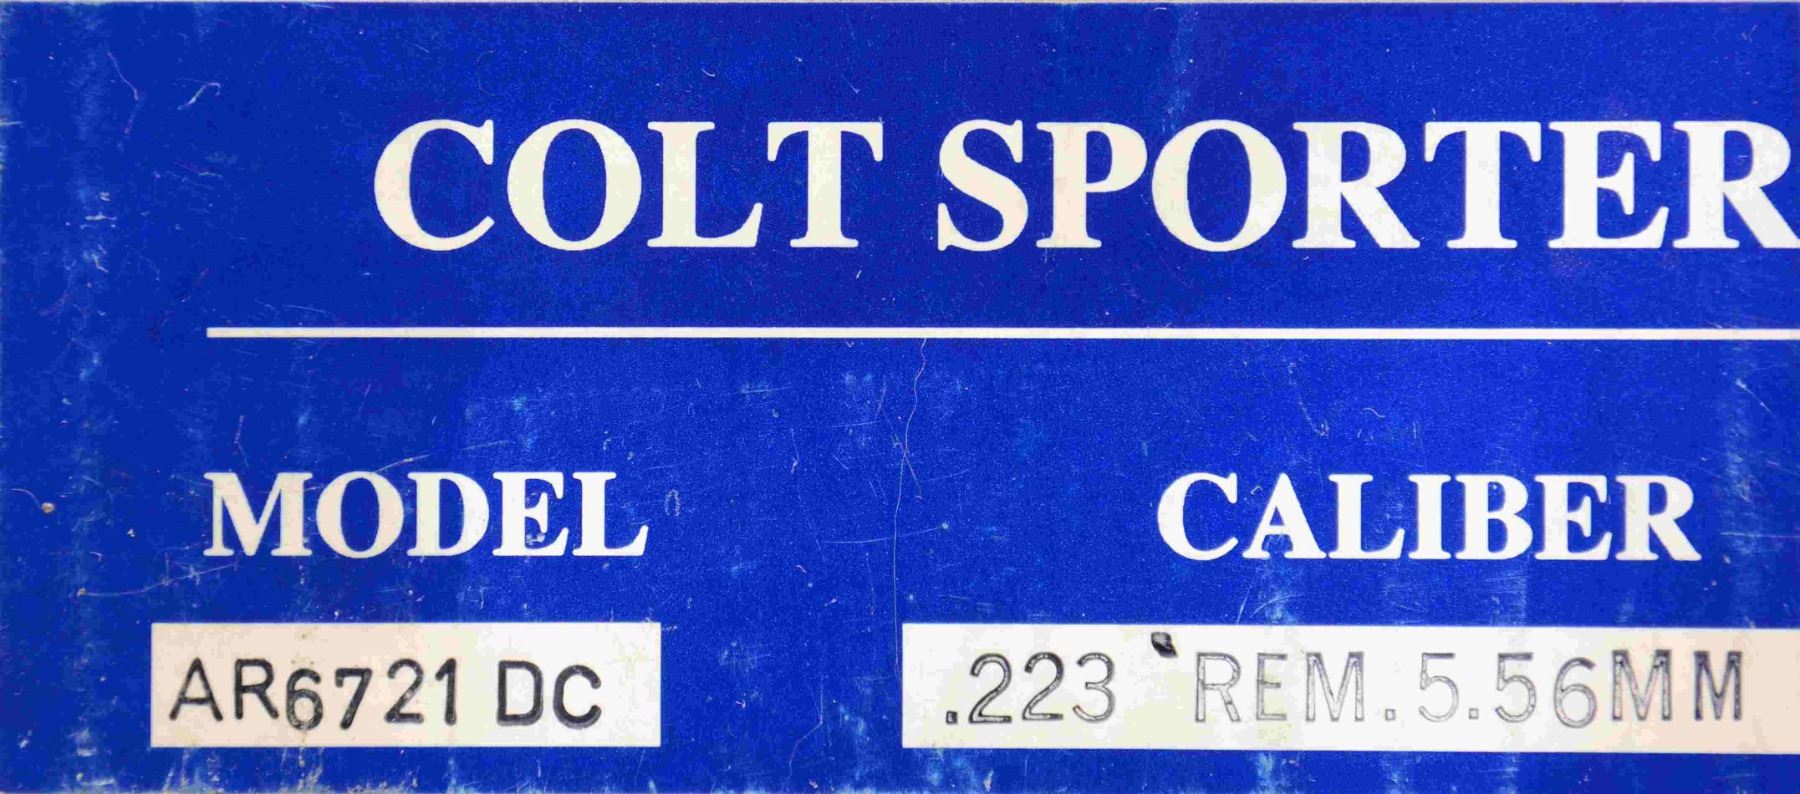 COLT SPORTER
MODEL CALIBER
AR6721 DC .223 REM.5.56MM